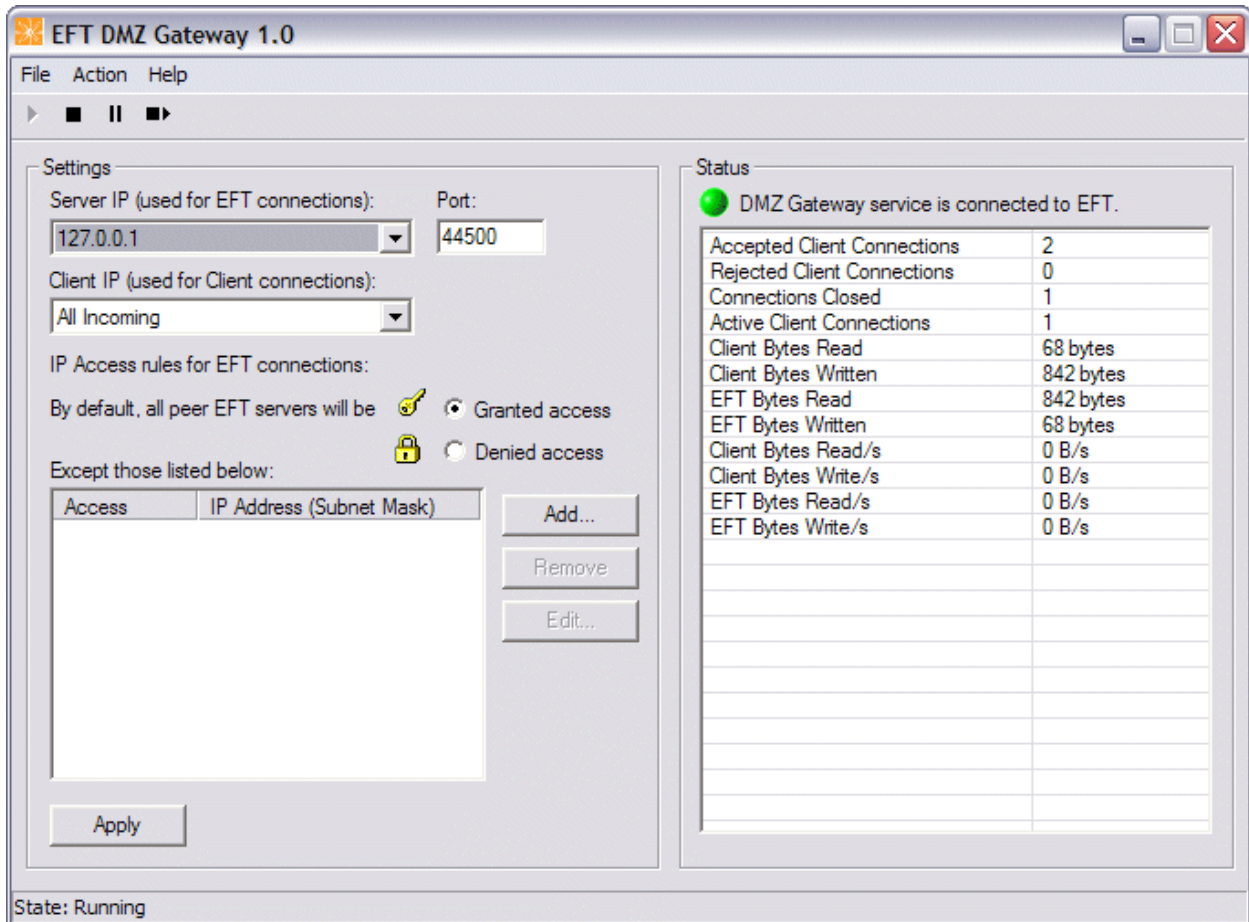 EFT DMZ Gateway 1.0
File Action Help
Settings
Server IP (used for EFT connections): Port:
127.0.0.1 44500
Client IP (used for Client connections):
All Incoming
IP Access rules for EFT connections:
By default, all peer EFT servers will be Granted access
Denied access
Except those listed below:
Access IP Address (Subnet Mask)
Add...
Remove
Edit...
Apply
Status
DMZ Gateway service is connected to EFT.
Accepted Client Connections 2
Rejected Client Connections 0
Connections Closed 1
Active Client Connections 1
Client Bytes Read 68 bytes
Client Bytes Written 842 bytes
EFT Bytes Read 842 bytes
EFT Bytes Written 68 bytes
Client Bytes Read/s 0 B/s
Client Bytes Write/s 0 B/s
EFT Bytes Read/s 0 B/s
EFT Bytes Write/s 0 B/s
State: Running